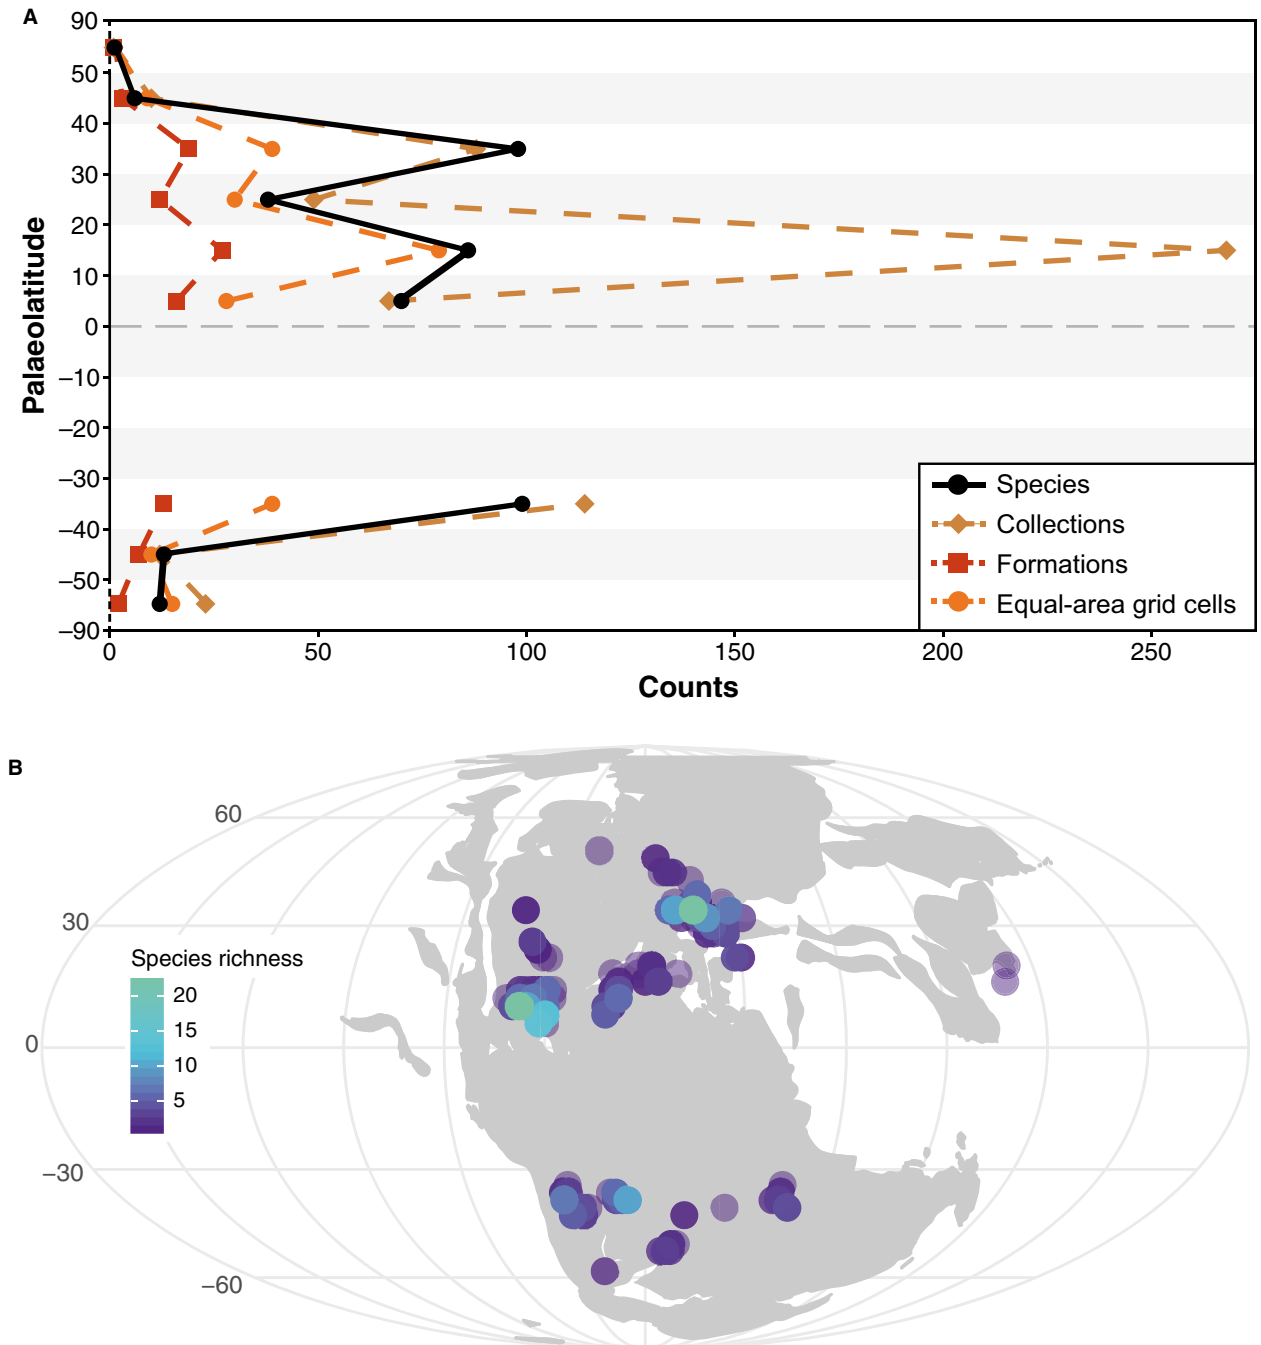 A
90
50
40
30
20
10
0
−10
−20
−30
−40
−50
−90
Palaeolatitude
0 50 100 150 200 250
Counts
Species
Collections
Formations
Equal-area grid cells
B
60
30
0
−30
−60
Species richness
20
15
10
5